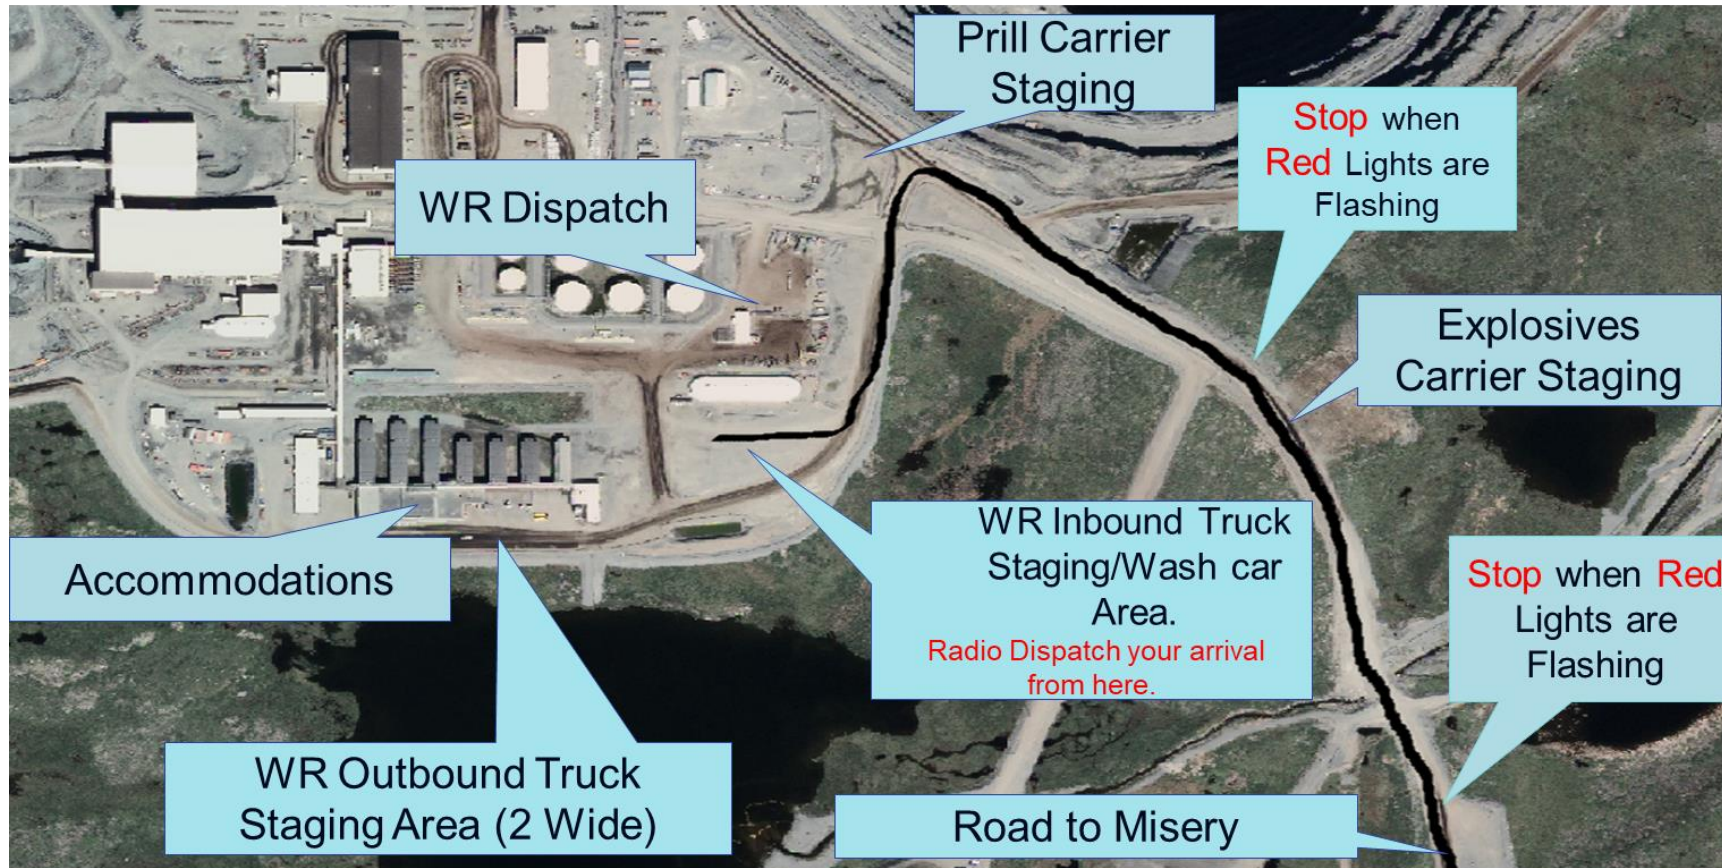 Prill Carrier
Staging
Stop when
Red Lights are
Flashing
WR Dispatch
Explosives
Carrier Staging
WR Inbound Truck
Staging/Wash car
Area.
Radio Dispatch your arrival
from here.
Accommodations
Stop when Red
Lights are
Flashing
WR Outbound Truck
Staging Area (2 Wide)
Road to Misery